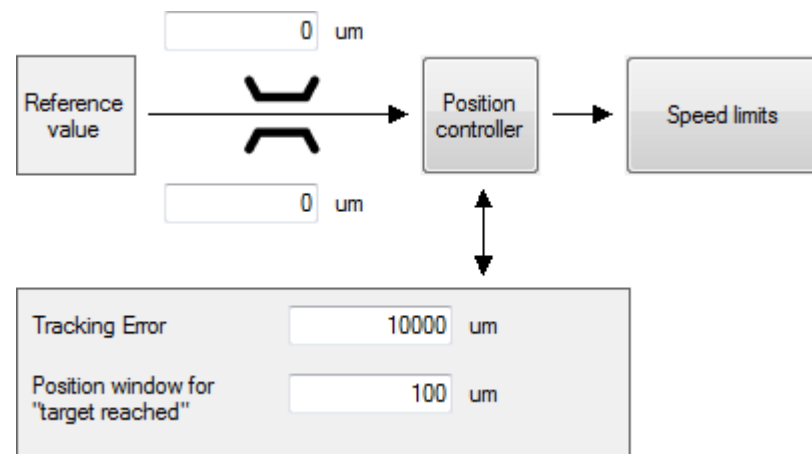 0 um
Reference
value
Position
controller
Speed limits
0 um
Tracking Error 10000 um
Position window for
"target reached" 100 um